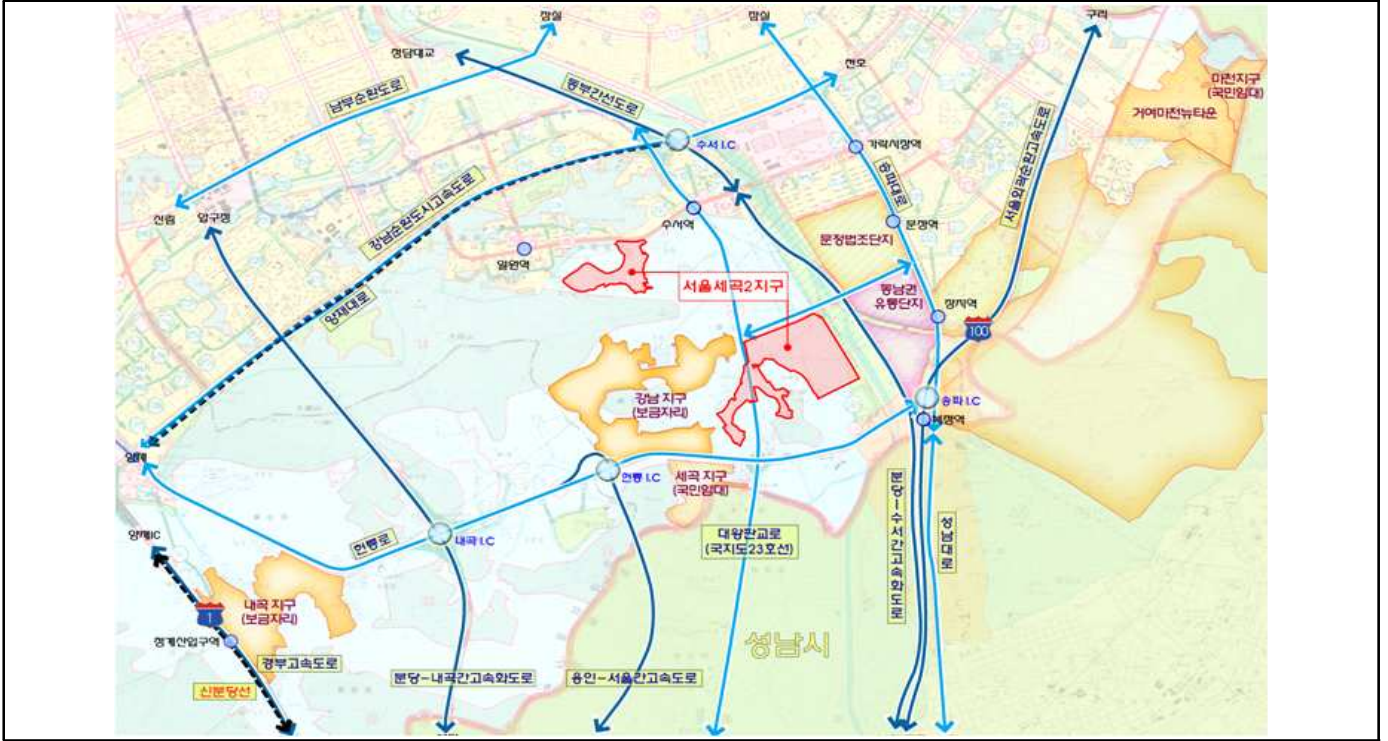 잠실
잠실
구리
청담대교
천호
마천지구
(국민임대)
거여마천뉴타운
남부순환도로
동부간선도로
수서 I.C
가락시장역
송파대로
서울외곽순환고속도로
신림
압구정
강남순환도시고속도로
수서역
문정역
문정법조단지
일원역
서울세곡2지구
동남권
유통단지
장지역
100
양재대로
강남 지구
(보금자리)
송파 I.C
복정역
양재
헌릉 I.C
세곡 지구
(국민임대)
대왕판교로
(국지도23호선)
분당-수서간고속화도로
성남대로
양재IC
헌릉로
내곡 I.C
내곡 지구
(보금자리)
1
청계산입구역
경부고속도로
신분당선
분당-내곡간고속화도로
용인-서울간고속도로
성남시